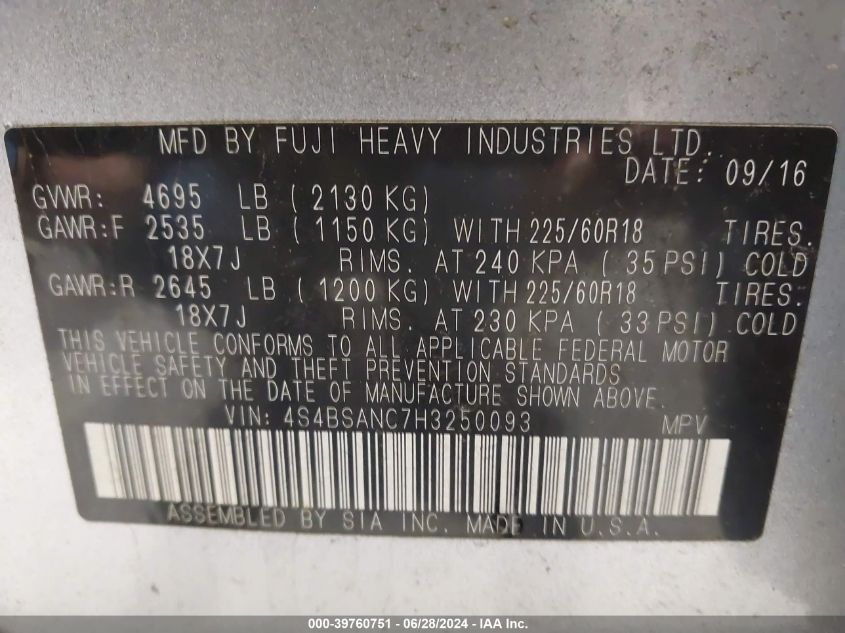 MFD BY FUJI HEAVY INDUSTRIES LTD.
DATE: 09/16
GVWR: 4695 LB ( 2130 KG)
GAWR:F 2535 LB ( 1150 KG) WITH 225/60R18 TIRES.
18X7J RIMS. AT 240 KPA ( 35 PSI) COLD
GAWR:R 2645 LB ( 1200 KG) WITH 225/60R18 TIRES.
18X7J RIMS. AT 230 KPA ( 33 PSI) COLD
THIS VEHICLE CONFORMS TO ALL APPLICABLE FEDERAL MOTOR
VEHICLE SAFETY AND THEFT PREVENTION STANDARDS
IN EFFECT ON THE DATE OF MANUFACTURE SHOWN ABOVE.
VIN: 4S4BSANC7H3250093 MPV
ASSEMBLED BY SIA INC. MADE IN U.S.A.
000-39760751 / 06/28/2024 - IAA Inc.